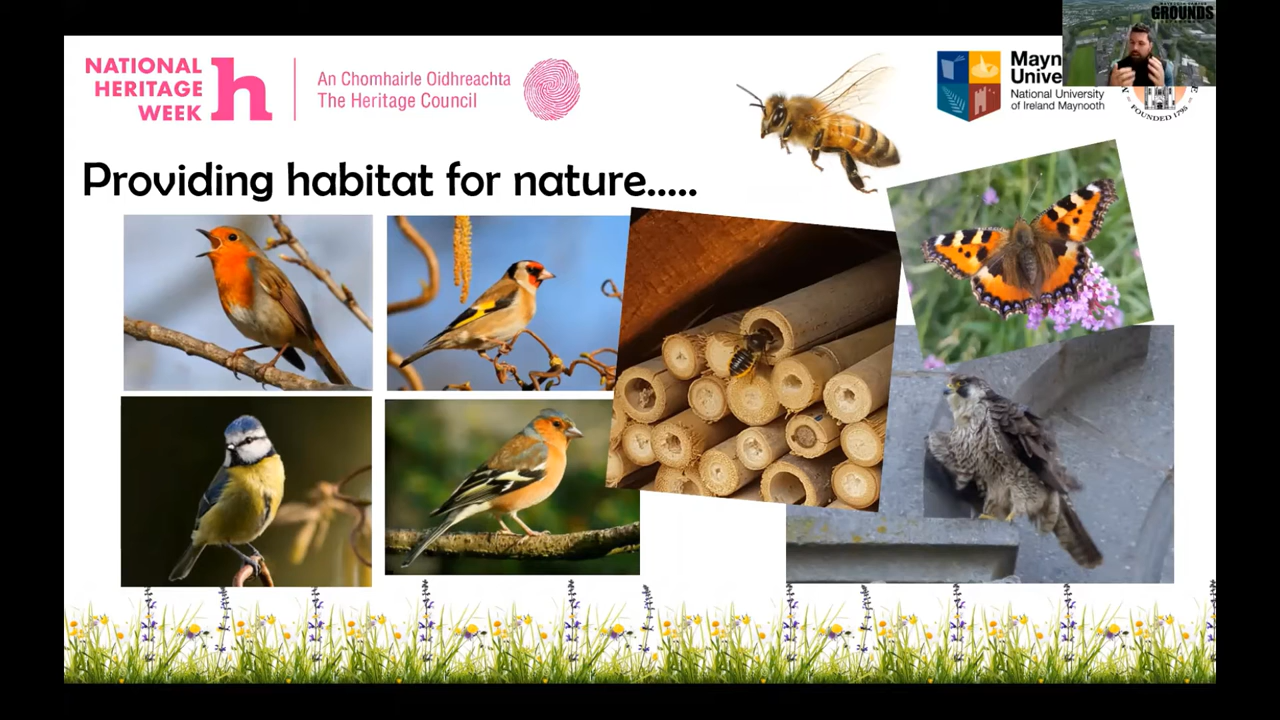 GROUNDS
NATIONAL
HERITAGE
WEEK
h
An Chomhairle Oidhreachta
The Heritage Council
Mayn
Unive
National University
of Ireland Maynooth
FOUNDED 1795
Providing habitat for nature.....